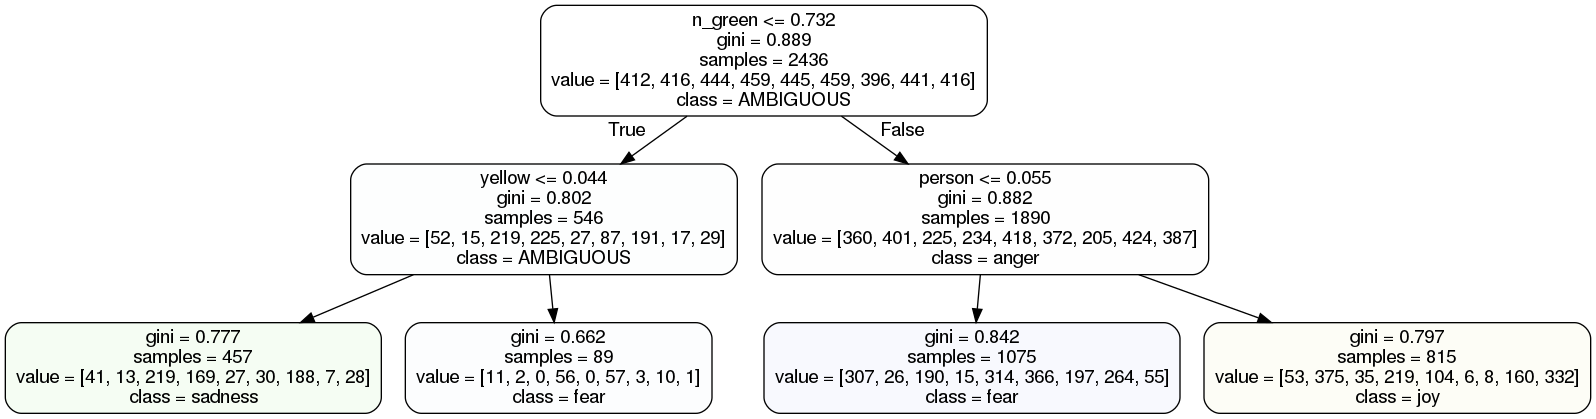 n_green <= 0.732
gini = 0.889
samples = 2436
value = [412, 416, 444, 459, 445, 459, 396, 441, 416]
class = AMBIGUOUS
True
False
yellow <= 0.044
gini = 0.802
samples = 546
value = [52, 15, 219, 225, 27, 87, 191, 17, 29]
class = AMBIGUOUS
person <= 0.055
gini = 0.882
samples = 1890
value = [360, 401, 225, 234, 418, 372, 205, 424, 387]
class = anger
gini = 0.777
samples = 457
value = [41, 13, 219, 169, 27, 30, 188, 7, 28]
class = sadness
gini = 0.662
samples = 89
value = [11, 2, 0, 56, 0, 57, 3, 10, 1]
class = fear
gini = 0.842
samples = 1075
value = [307, 26, 190, 15, 314, 366, 197, 264, 55]
class = fear
gini = 0.797
samples = 815
value = [53, 375, 35, 219, 104, 6, 8, 160, 332]
class = joy